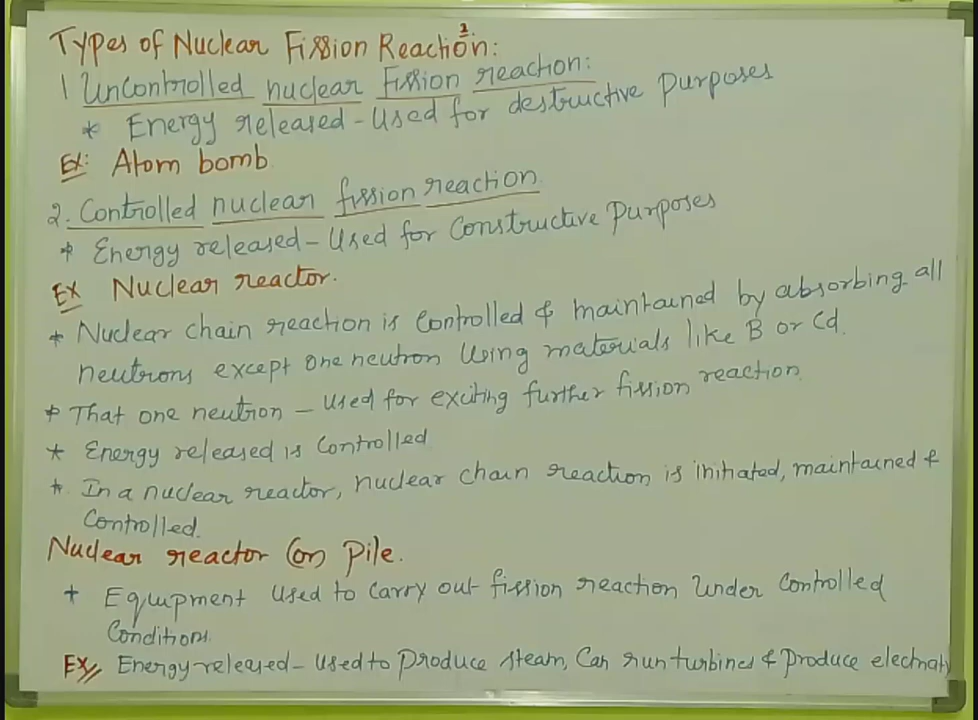 Types of Nuclear Fission Reaction:
2
1 Uncontrolled nuclear Fission reaction:
* Energy released - Used for destructive Purposes
Ex: Atom bomb
2. Controlled nuclear fission reaction
* Energy released - Used for Constructive Purposes
Ex Nuclear reactor.
* Nuclear chain reaction is Controlled & maintained by absorbing all
neutrons except one neutron Using materials like B or Cd.
* That one neutron - used for exciting further fission reaction
* Energy released is Controlled
* In a nuclear reactor, nuclear chain reaction is initiated, maintained &
Controlled.
Nuclear reactor (or) Pile.
+ Equipment Used to Carry out fission reaction Under Controlled
Conditions
Ex Energy released - Used to Produce steam, Can run turbines & Produce electricity